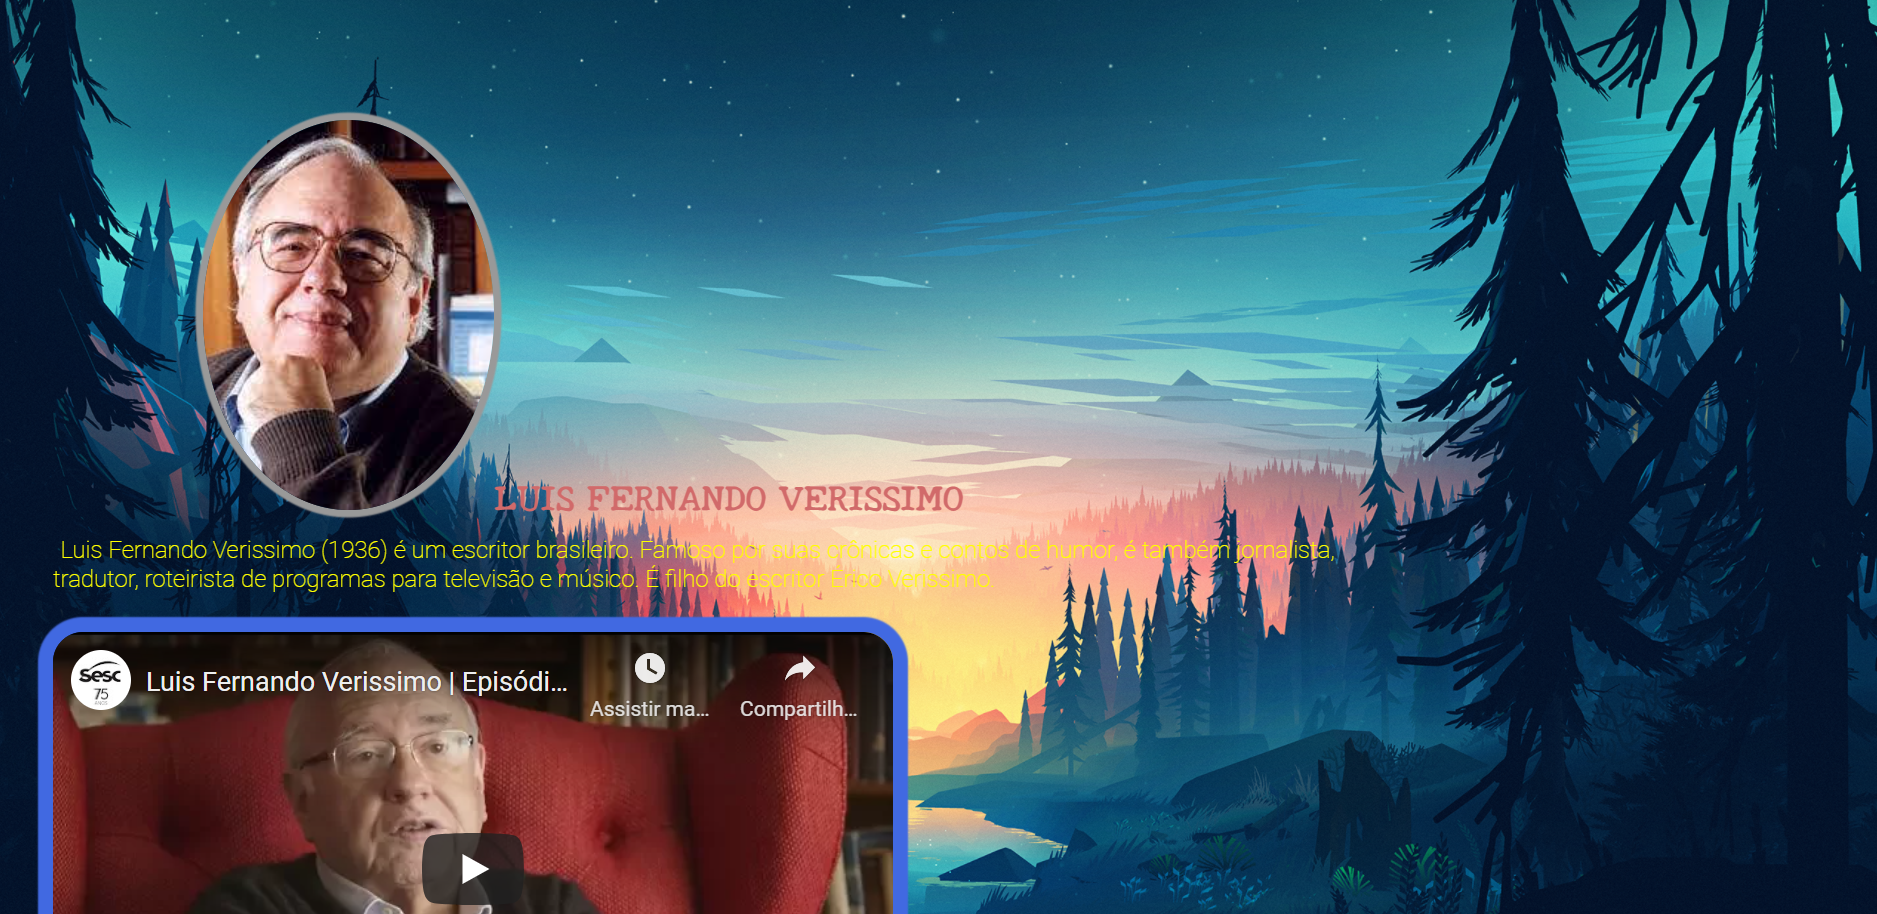 LUIS FERNANDO VERISSIMO
Luis Fernando Verissimo (1936) é um escritor brasileiro. Famoso por suas crônicas e contos de humor, é também jornalista,
tradutor, roteirista de programas para televisão e músico. É filho do escritor Érico Verissimo.
Sesc
75
ANOS
Luis Fernando Verissimo | Episódi...
Assistir ma...
Compartilh...